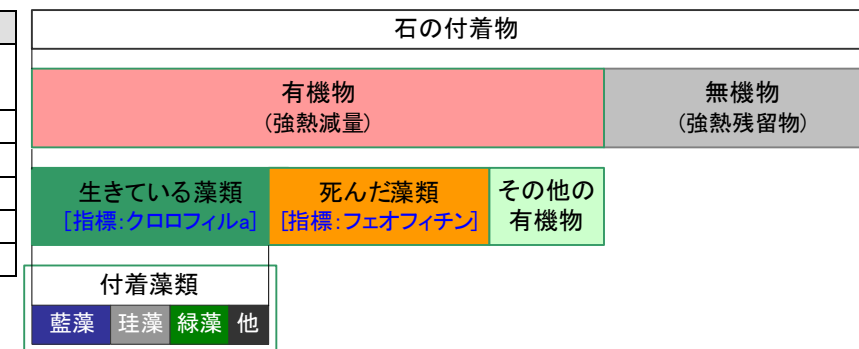 石の付着物
有機物
(強熱減量)
無機物
(強熱残留物)
生きている藻類
[指標:クロロフィルa]
死んだ藻類
[指標:フェオフィチン]
その他の
有機物
付着藻類
藍藻 珪藻 緑藻 他